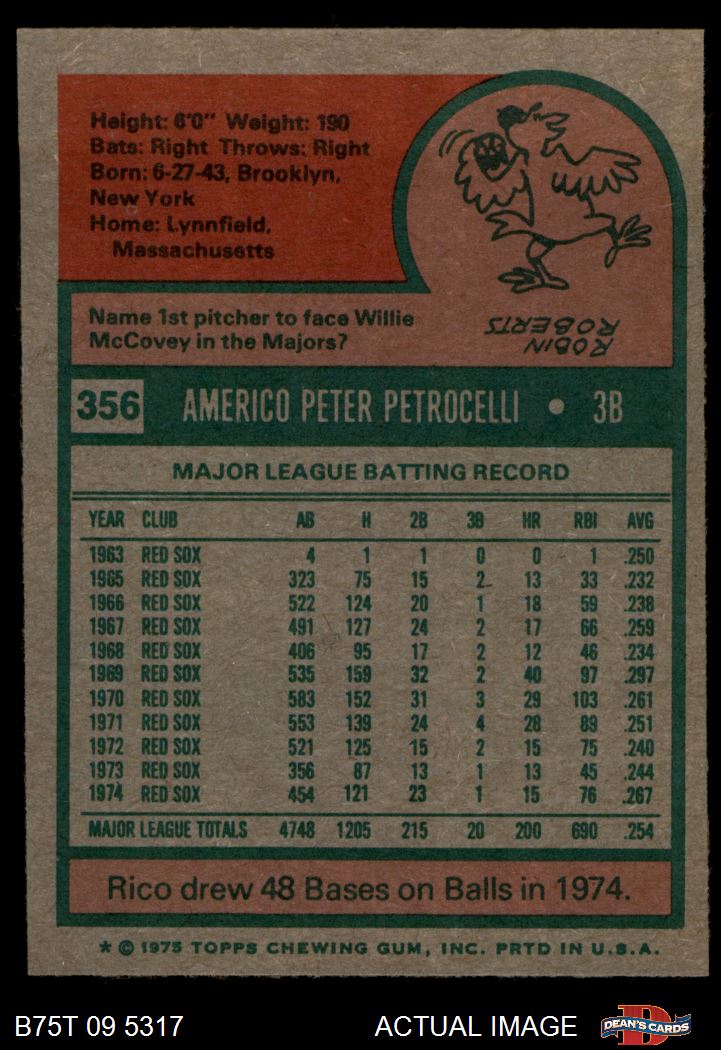 Height: 6'0" Weight: 190
Bats: Right Throws: Right
Born: 6-27-43, Brooklyn,
New York
Home: Lynnfield,
Massachusetts
Name 1st pitcher to face Willie
McCovey in the Majors?
ROBIN
ROBERTS
356 AMERICO PETER PETROCELLI • 3B
MAJOR LEAGUE BATTING RECORD
YEAR CLUB AB H 2B 3B HR RBI AVG
1963 RED SOX 4 1 1 0 0 1 .250
1965 RED SOX 323 75 15 2 13 33 .232
1966 RED SOX 522 124 20 1 18 59 .238
1967 RED SOX 491 127 24 2 17 66 .259
1968 RED SOX 406 95 17 2 12 46 .234
1969 RED SOX 535 159 32 2 40 97 .297
1970 RED SOX 583 152 31 3 29 103 .261
1971 RED SOX 553 139 24 4 28 89 .251
1972 RED SOX 521 125 15 2 15 75 .240
1973 RED SOX 356 87 13 1 13 45 .244
1974 RED SOX 454 121 23 1 15 76 .267
MAJOR LEAGUE TOTALS 4748 1205 215 20 200 690 .254
Rico drew 48 Bases on Balls in 1974.
* © 1975 TOPPS CHEWING GUM, INC. PRTD IN U.S.A.
B75T 09 5317 ACTUAL IMAGE D DEAN'S CARDS